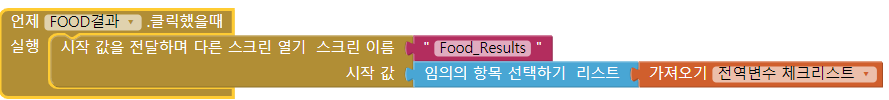 언제 FOOD결과 .클릭했을때
실행 시작 값을 전달하며 다른 스크린 열기 스크린 이름 " Food_Results "
시작 값 임의의 항목 선택하기 리스트 가져오기 전역변수 체크리스트